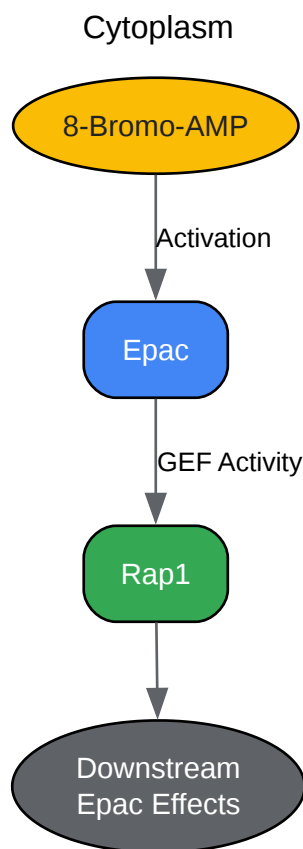 Cytoplasm
8-Bromo-AMP
Activation
Epac
GEF Activity
Rap1
Downstream
Epac Effects